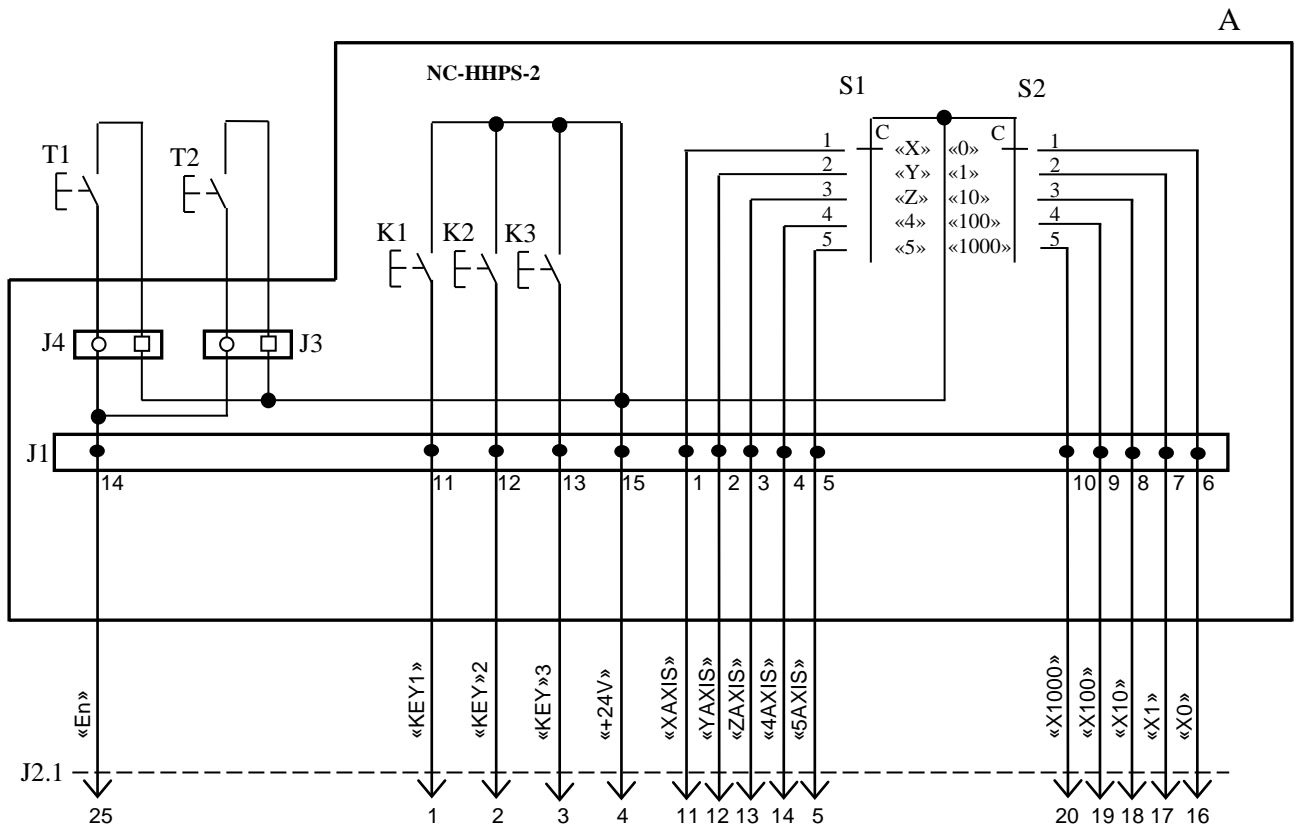 A
NC-HHPS-2
S1 S2
C C
1 «X» «0» 1
T1 T2 2 «Y» «1» 2
3 «Z» «10» 3
4 «4» «100» 4
K1 K2 K3 5 «5» «1000» 5
J4 J3
J1
14 11 12 13 15 1 2 3 4 5 10 9 8 7 6
«En» «KEY1» «KEY»2 «KEY»3 «+24V» «XAXIS» «YAXIS» «ZAXIS» «4AXIS» «5AXIS» «X1000» «X100» «X10» «X1» «X0»
J2.1
25 1 2 3 4 11 12 13 14 5 20 19 18 17 16